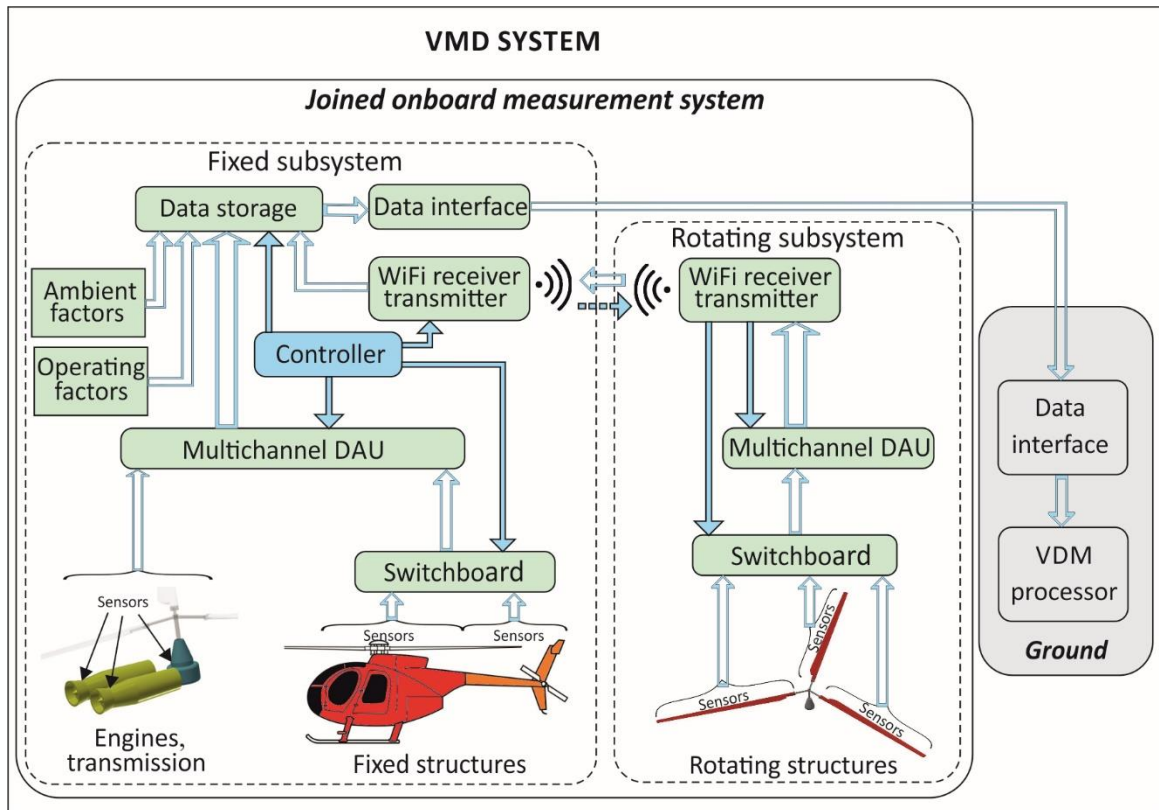 VMD SYSTEM
Joined onboard measurement system
Fixed subsystem
Data storage
Data interface
Ambient
factors
Operating
factors
WiFi receiver
transmitter
Controller
Multichannel DAU
Switchboard
Sensors
Sensors
Sensors
Engines,
transmission
Fixed structures
Rotating subsystem
WiFi receiver
transmitter
Multichannel DAU
Switchboard
Sensors
Sensors
Sensors
Rotating structures
Data
interface
VDM
processor
Ground